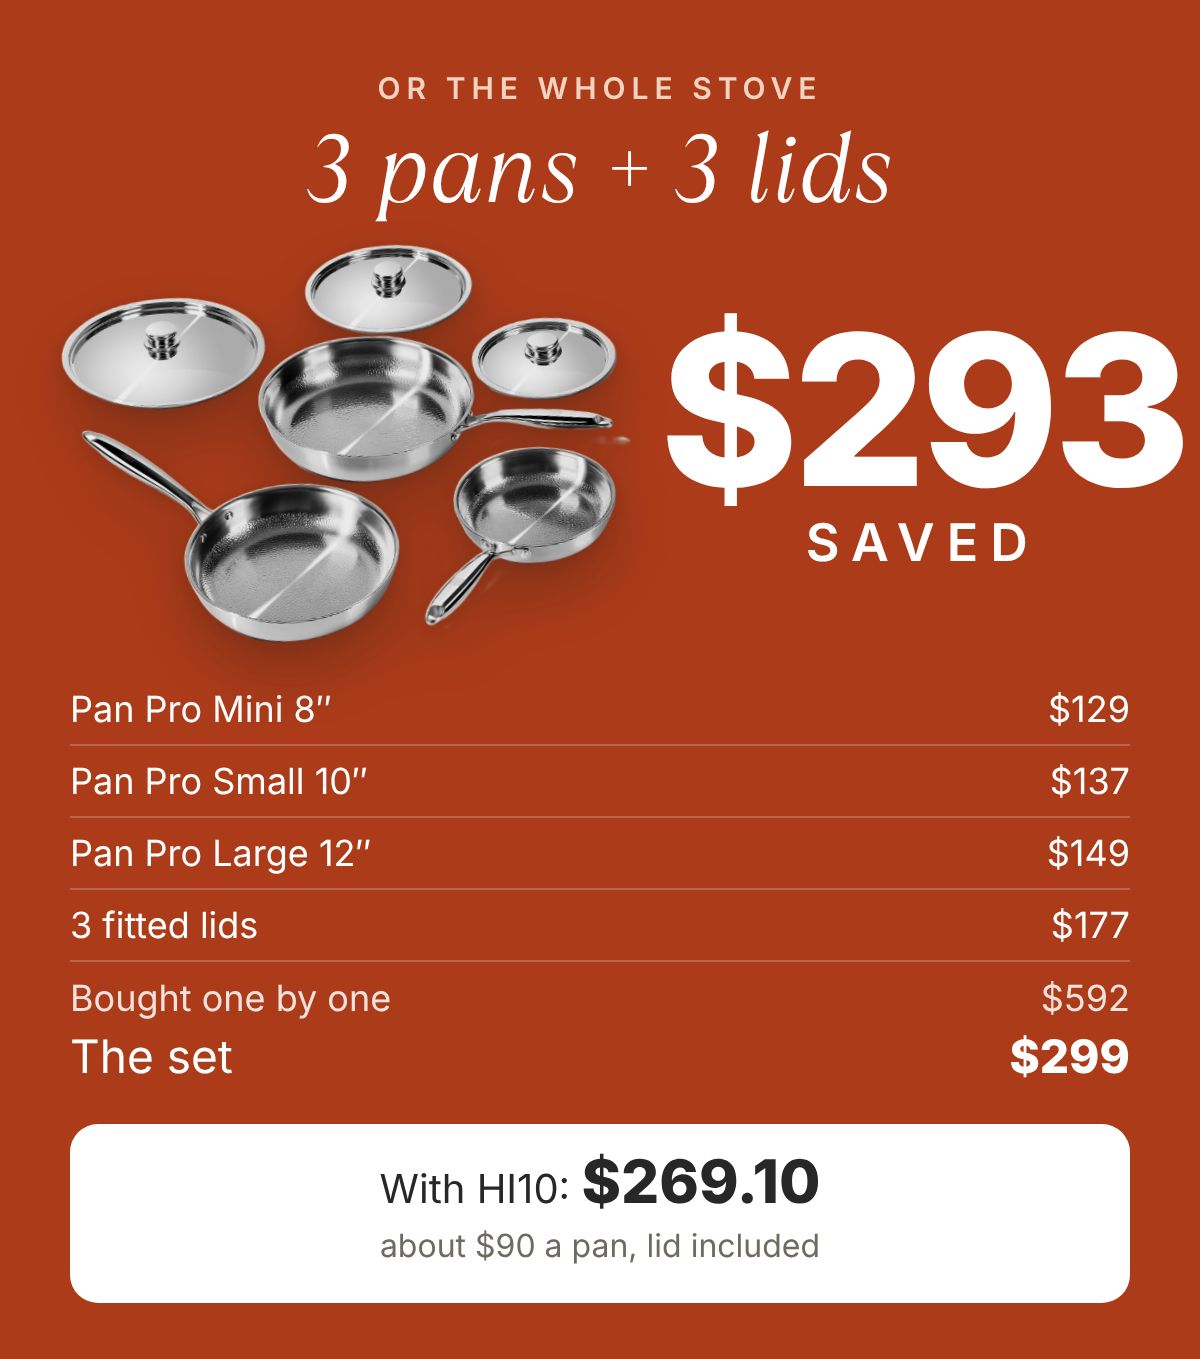 OR THE WHOLE STOVE
3 pans + 3 lids
$293
SAVED
Pan Pro Mini 8″ $129
Pan Pro Small 10″ $137
Pan Pro Large 12″ $149
3 fitted lids $177
Bought one by one $592
The set $299
With HI10: $269.10
about $90 a pan, lid included